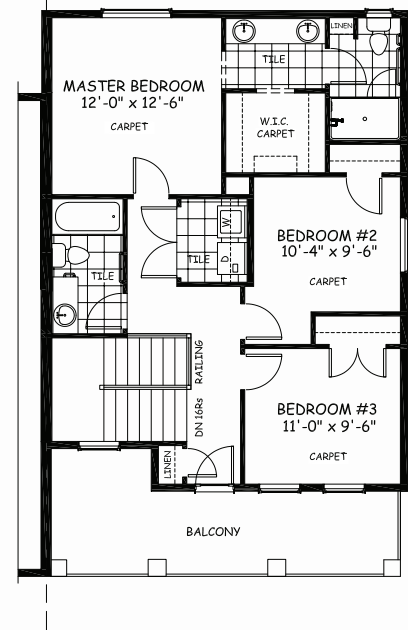 LINEN
TILE
MASTER BEDROOM
12'-0" x 12'-6"
CARPET
W.I.C.
CARPET
W
TILE
D
BEDROOM #2
10'-4" x 9'-6"
CARPET
TILE
RAILING
DN 16Rs
BEDROOM #3
11'-0" x 9'-6"
CARPET
LINEN
BALCONY